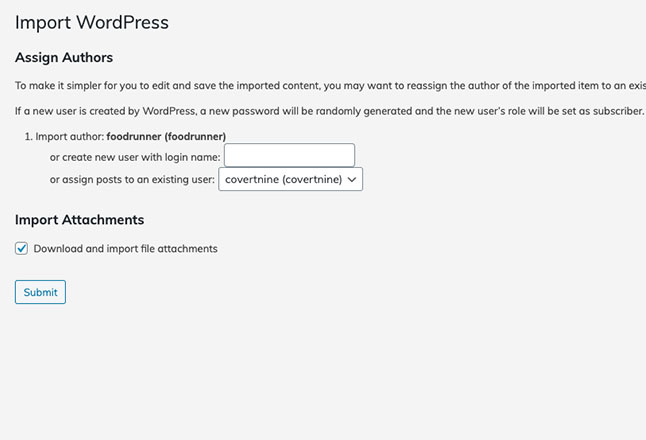 Import WordPress
Assign Authors
To make it simpler for you to edit and save the imported content, you may want to reassign the author of the imported item to an
If a new user is created by WordPress, a new password will be randomly generated and the new user's role will be set as subscriber.
1. Import author: foodrunner (foodrunner)
or create new user with login name:
or assign posts to an existing user: covertnine (covertnine)
Import Attachments
Download and import file attachments
Submit